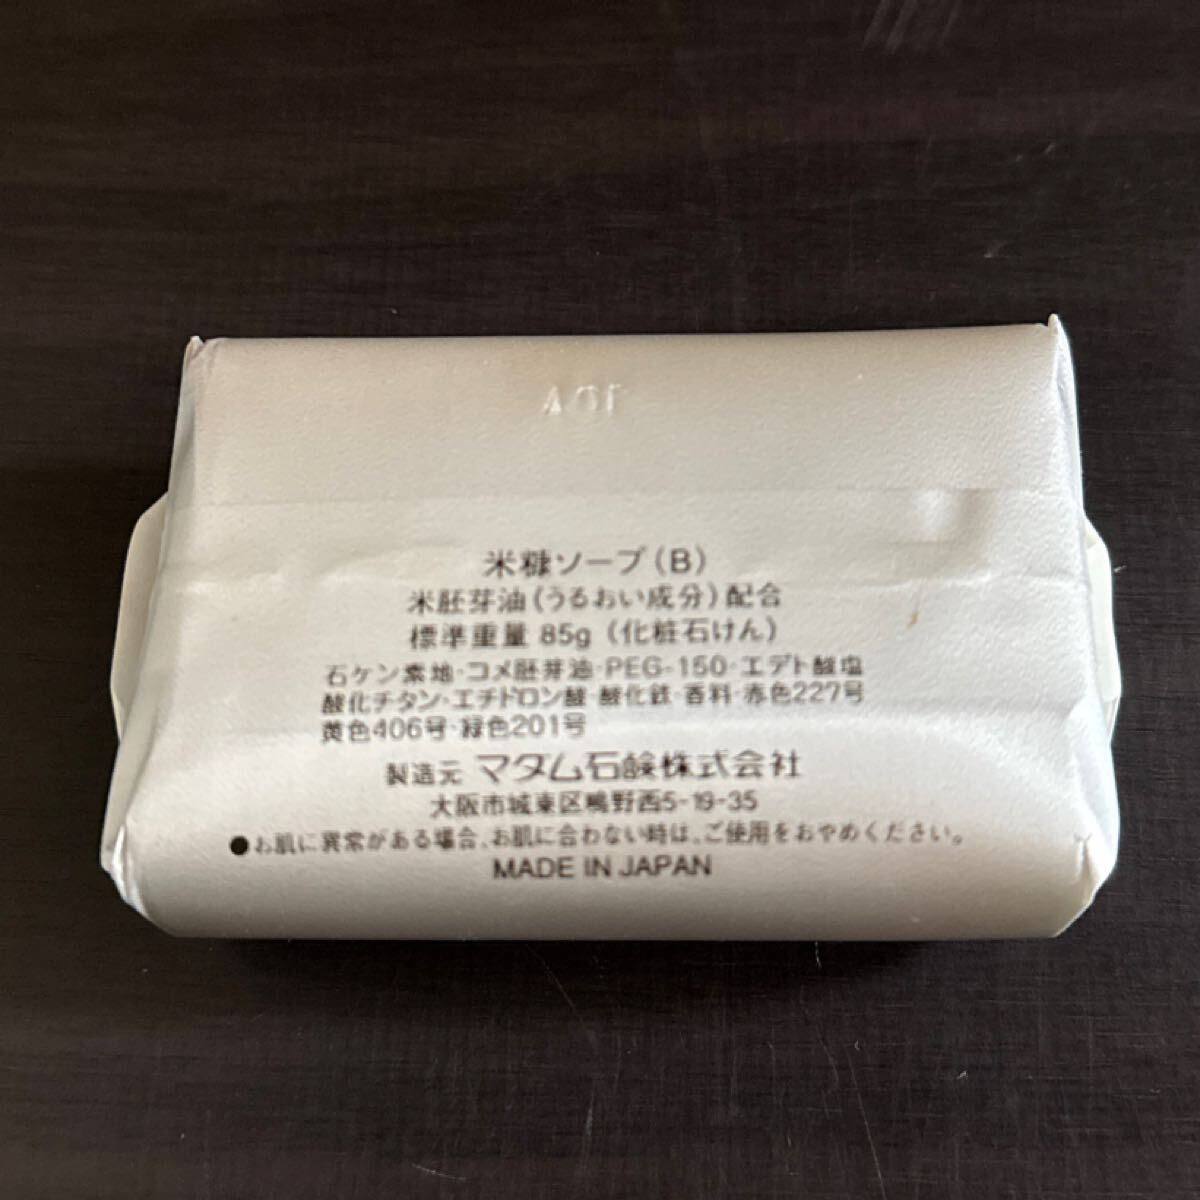 米糠ソープ(B)
米胚芽油(うるおい成分)配合
標準重量 85g (化粧石けん)
石ケン素地・コメ胚芽油・PEG-150・エデト酸塩
酸化チタン・エチドロン酸・酸化鉄・香料・赤色227号
黄色406号・緑色201号
製造元 マダム石鹸株式会社
大阪市城東区鴫野西5-19-35
●お肌に異常がある場合、お肌に合わない時は、ご使用をおやめください。
MADE IN JAPAN